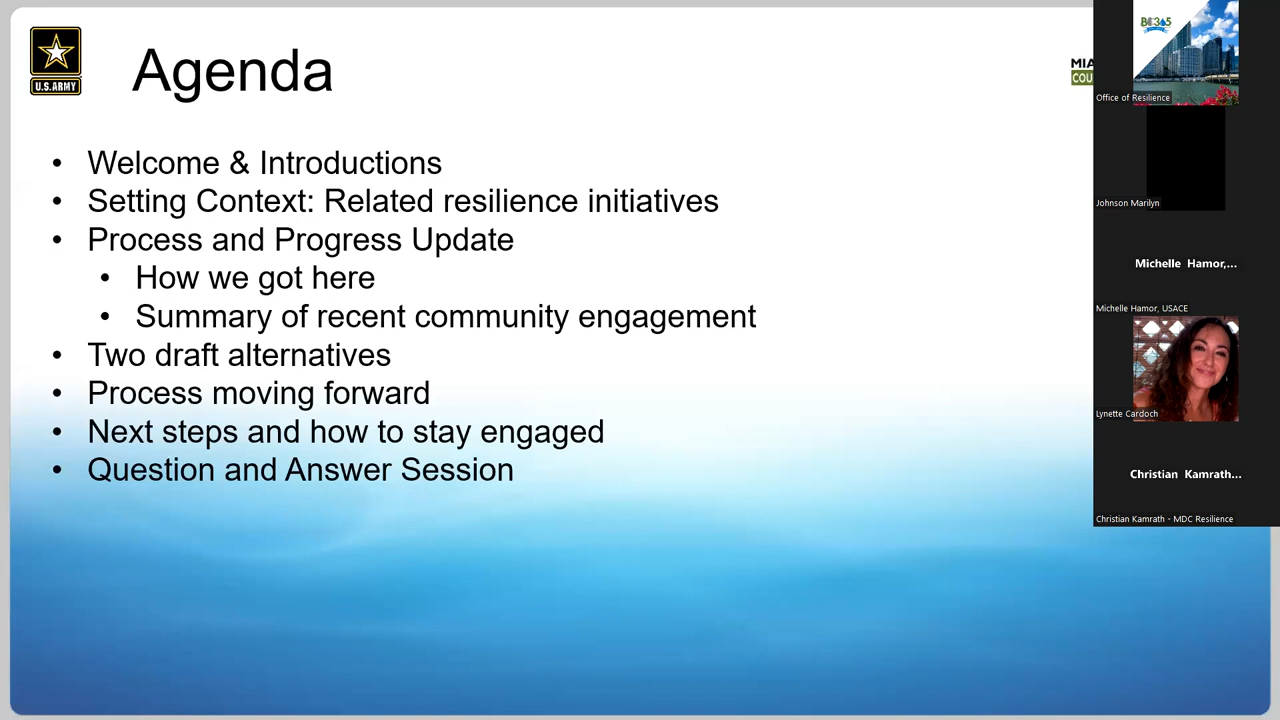 U.S.ARMY
Agenda
MIA
COU
• Welcome & Introductions
• Setting Context: Related resilience initiatives
• Process and Progress Update
• How we got here
• Summary of recent community engagement
• Two draft alternatives
• Process moving forward
• Next steps and how to stay engaged
• Question and Answer Session
Office of Resilience
Johnson Marilyn
Michelle Hamor,...
Michelle Hamor, USACE
Lynette Cardoch
Christian Kamrath...
Christian Kamrath - MDC Resilience